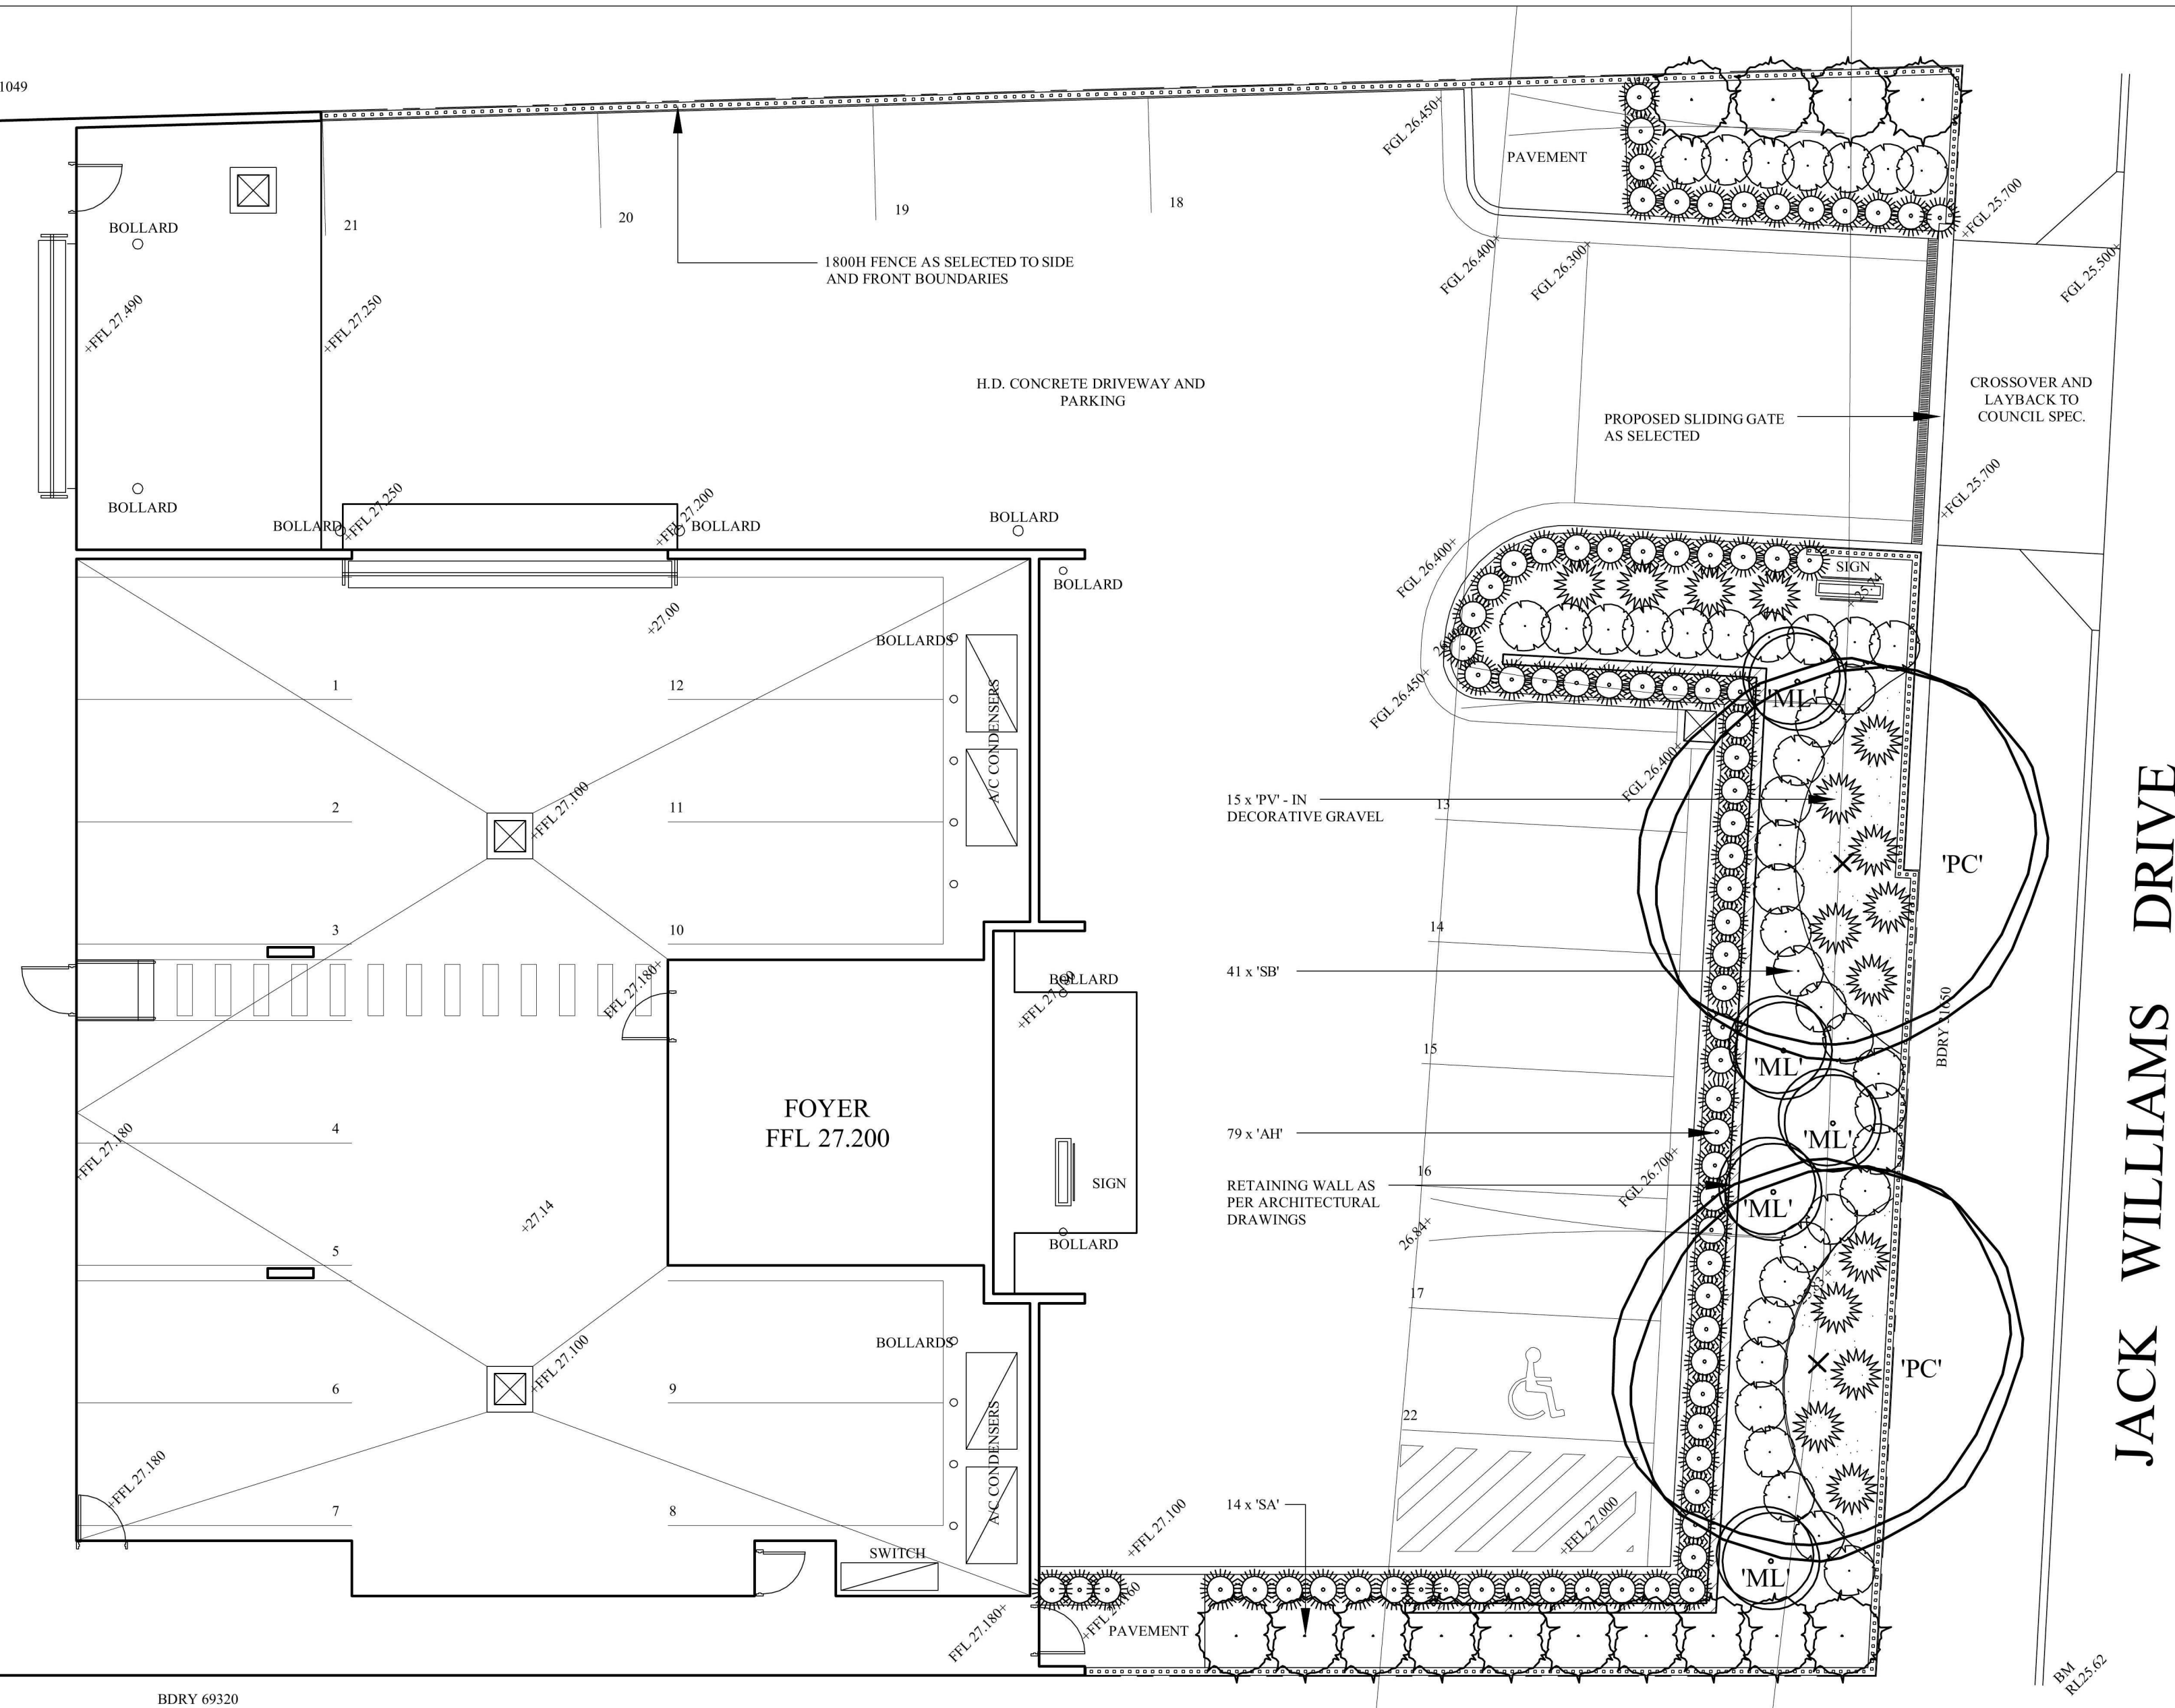 1049
FGL 26.450+
PAVEMENT
BOLLARD
21
20
19
18
+FGL 25.700
1800H FENCE AS SELECTED TO SIDE
AND FRONT BOUNDARIES
FGL 26.400+
FGL 26.300+
FGL 25.500+
+FFL 27.490
+FFL 27.250
H.D. CONCRETE DRIVEWAY AND
PARKING
CROSSOVER AND
LAYBACK TO
COUNCIL SPEC.
PROPOSED SLIDING GATE
AS SELECTED
BOLLARD
BOLLARD
+FFL 27.250
+FFL 27.200
BOLLARD
BOLLARD
+FGL 25.700
BOLLARD
FGL 26.400+
SIGN
+ 25.74
+27.00
BOLLARDS
1
12
A/C CONDENSERS
FGL 26.450+
'ML'
FGL 26.400+
2
+FFL 27.100
11
15 x 'PV' - IN
DECORATIVE GRAVEL
13
'PC'
3
10
14
FFL 27.180+
BOLLARD
41 x 'SB'
15
'ML'
FOYER
FFL 27.200
4
+FFL 27.180
79 x 'AH'
'ML'
SIGN
RETAINING WALL AS
PER ARCHITECTURAL
DRAWINGS
16
FGL 26.700+
'ML'
26.84+
+27.14
BOLLARD
5
17
JACK WILLIAMS DRIVE
BOLLARDS
+FFL 27.100
6
9
A/C CONDENSERS
22
'PC'
+FFL 27.180
7
8
14 x 'SA'
+FFL 27.100
+FFL 27.000
SWITCH
'ML'
FFL 27.180+
PAVEMENT
BDRY 69320
BM
RL25.62